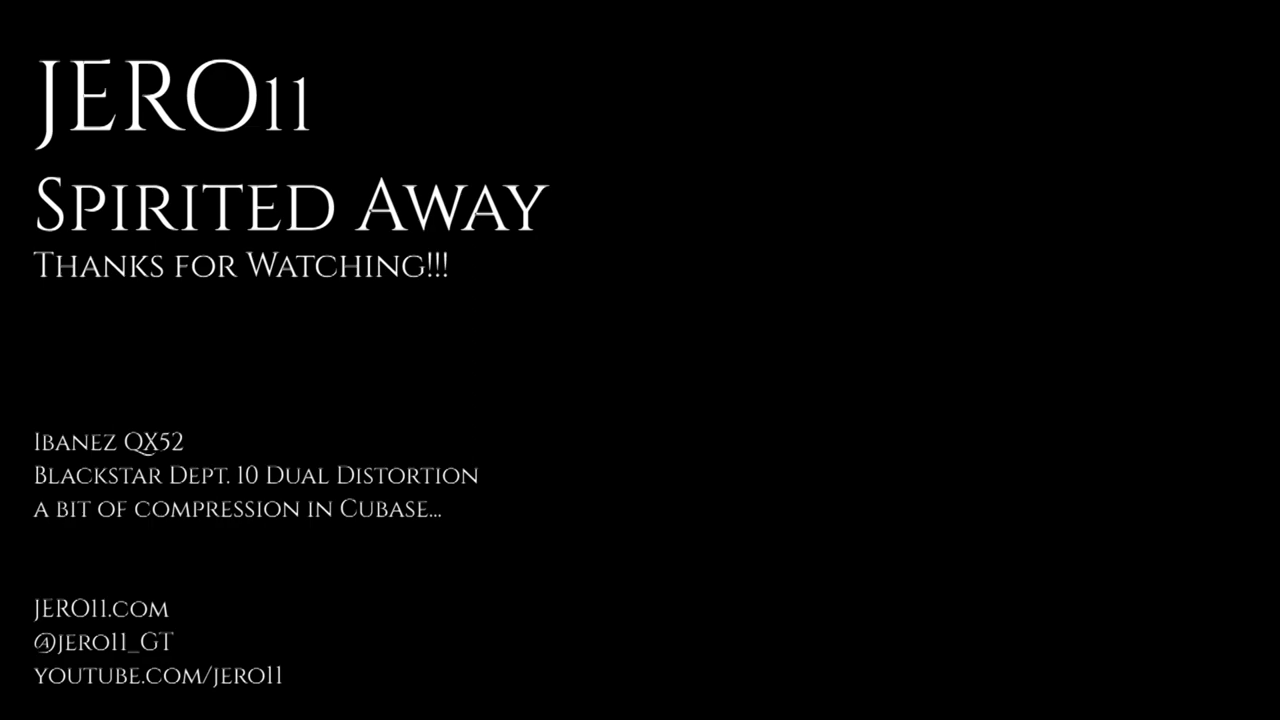 JERO11
Spirited Away
Thanks for Watching!!!
Ibanez QX52
Blackstar Dept. 10 Dual Distortion
a bit of compression in Cubase...
JERO11.com
@jero11_GT
youtube.com/jero11